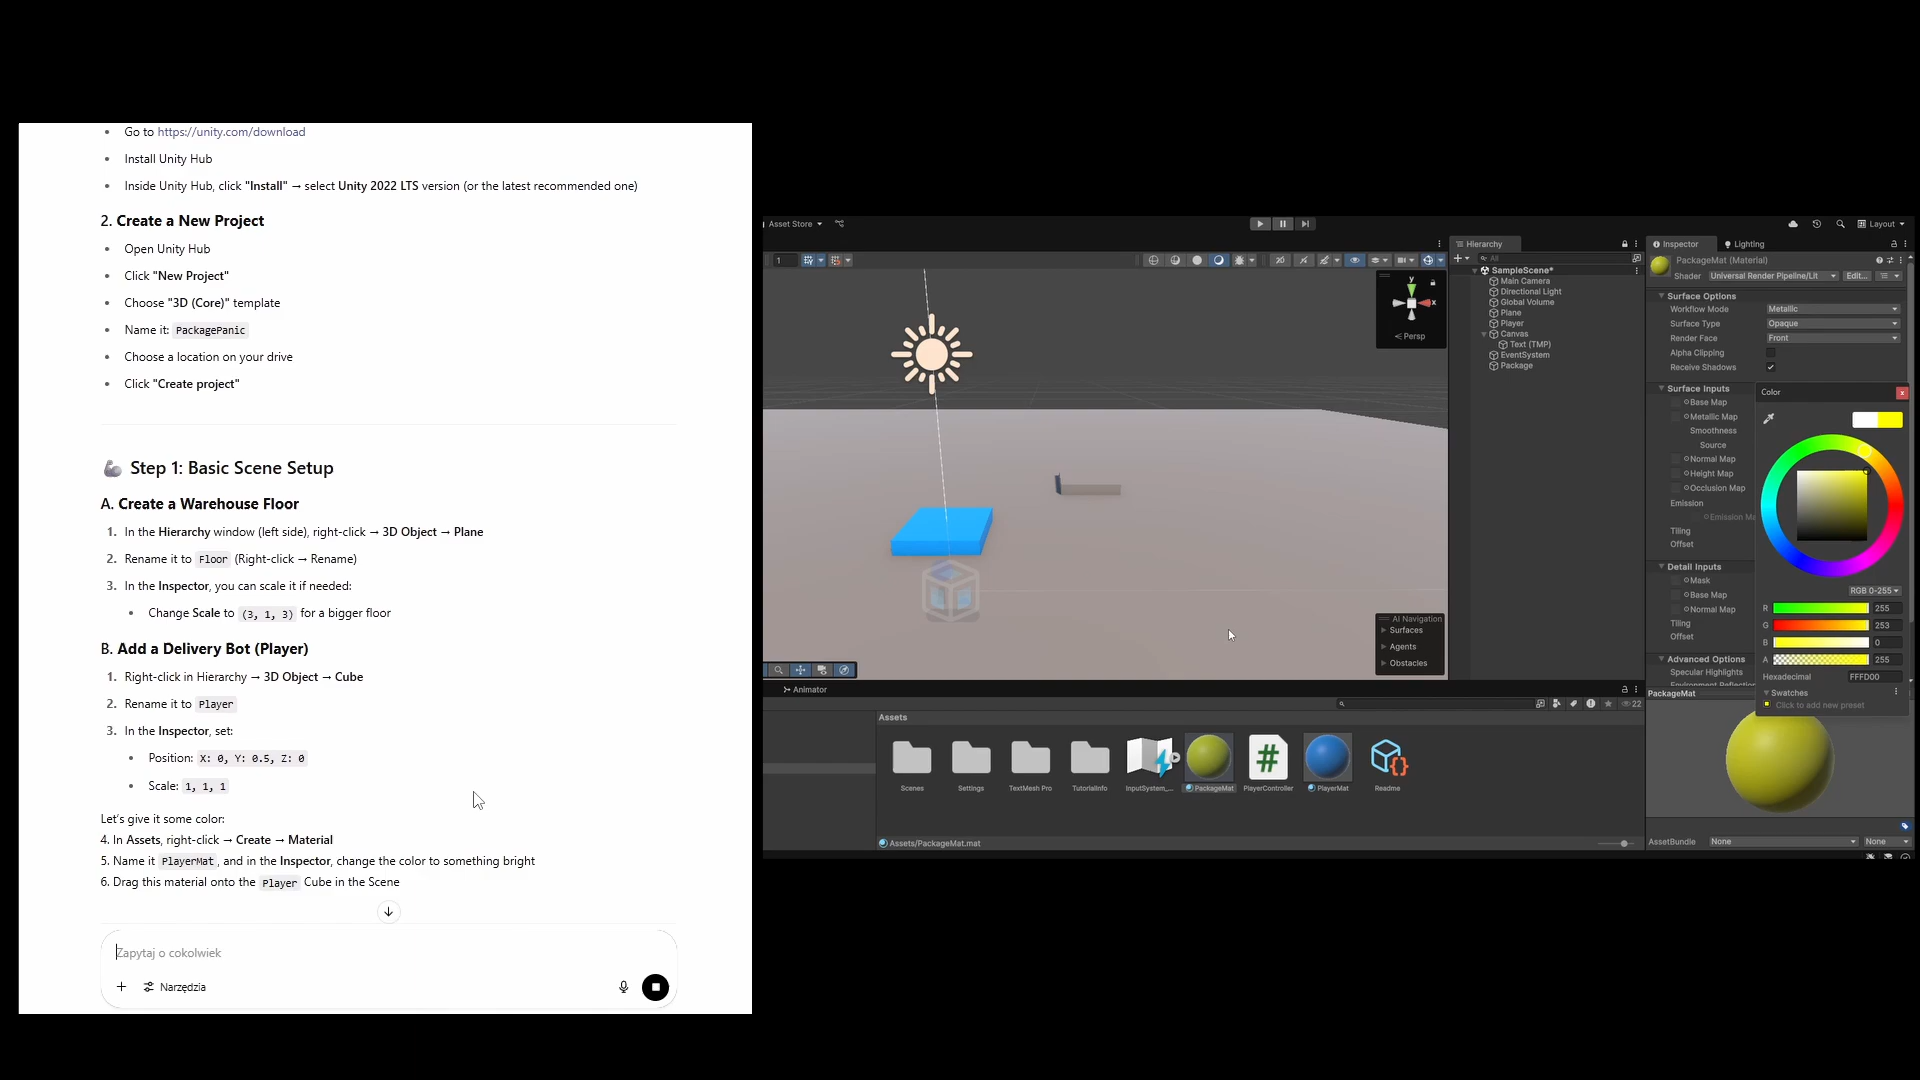 Go to https://unity.com/download
Install Unity Hub
Inside Unity Hub, click "Install" → select Unity 2022 LTS version (or the latest recommended one)
2. Create a New Project
Open Unity Hub
Click "New Project"
Choose "3D (Core)" template
Name it: PackagePanic
Choose a location on your drive
Click "Create project"
Step 1: Basic Scene Setup
A. Create a Warehouse Floor
1. In the Hierarchy window (left side), right-click → 3D Object → Plane
2. Rename it to Floor (Right-click → Rename)
3. In the Inspector, you can scale it if needed:
Change Scale to (3, 1, 3) for a bigger floor
B. Add a Delivery Bot (Player)
1. Right-click in Hierarchy → 3D Object → Cube
2. Rename it to Player
3. In the Inspector, set:
Position: X: 0, Y: 0.5, Z: 0
Scale: 1, 1, 1
Let's give it some color:
4. In Assets, right-click → Create → Material
5. Name it PlayerMat, and in the Inspector, change the color to something bright
6. Drag this material onto the Player Cube in the Scene
Zapytaj o cokolwiek
Narzędzia
Asset Store
Layout
1
y
x
Persp
AI Navigation
Surfaces
Agents
Obstacles
Hierarchy
All
SampleScene*
Main Camera
Directional Light
Global Volume
Plane
Player
Canvas
Text (TMP)
EventSystem
Package
Inspector
Lighting
PackageMat (Material)
Shader Universal Render Pipeline/Lit Edit...
Surface Options
Workflow Mode Metallic
Surface Type Opaque
Render Face Front
Alpha Clipping
Receive Shadows
Surface Inputs
Base Map
Metallic Map
Smoothness
Source
Normal Map
Height Map
Occlusion Map
Emission
Emission Ma
Tiling
Offset
Detail Inputs
Mask
Base Map
Normal Map
Tiling
Offset
Advanced Options
Specular Highlights
Environment Reflection
Color
RGB 0-255
R 255
G 253
B 0
A 255
Hexadecimal FFFD00
Swatches
Click to add new preset
PackageMat
AssetBundle None None
Animator
22
Assets
Scenes
Settings
TextMesh Pro
TutorialInfo
InputSystem_...
PackageMat
PlayerController
PlayerMat
Readme
Assets/PackageMat.mat